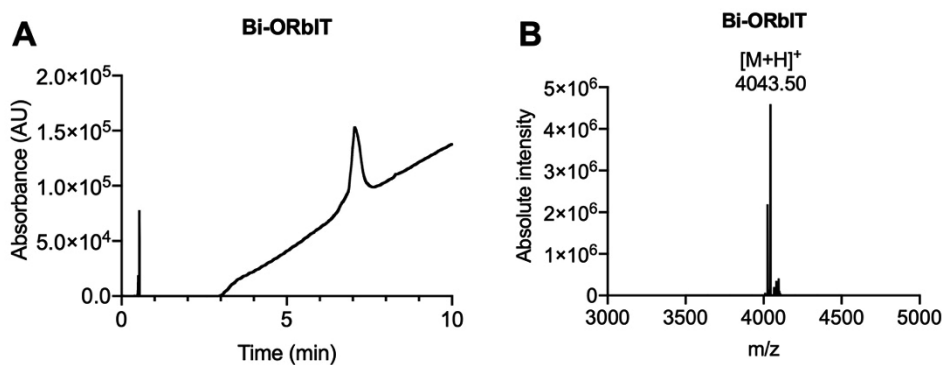 A
Bi-ORbIT
Absorbance (AU)
2.0×10⁵
1.5×10⁵
1.0×10⁵
5.0×10⁴
0.0
0
5
10
Time (min)
B
Bi-ORbIT
[M+H]⁺
4043.50
Absolute intensity
5×10⁶
4×10⁶
3×10⁶
2×10⁶
1×10⁶
0
3000
3500
4000
4500
5000
m/z